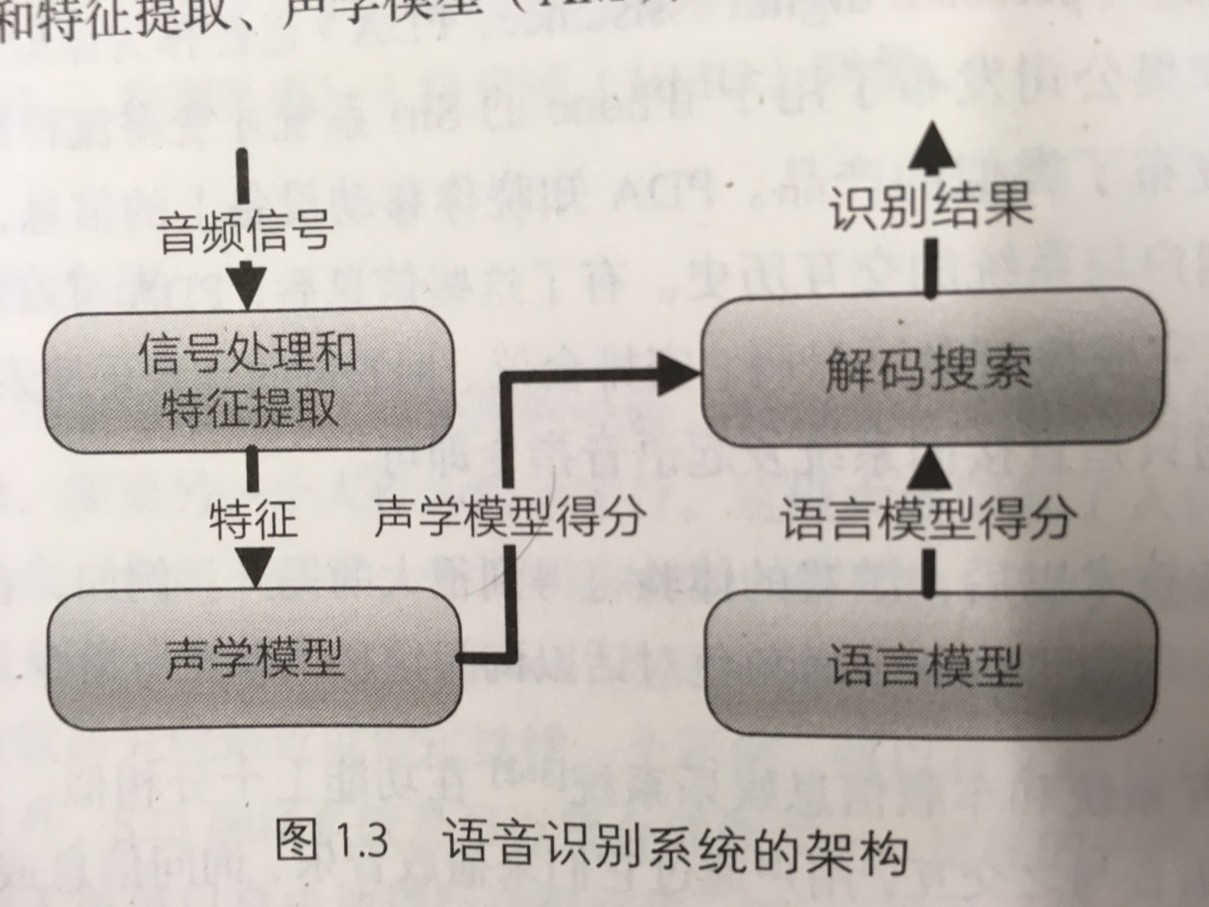 和特征提取、声学模型（AM）
音频信号
信号处理和
特征提取
特征
声学模型
声学模型得分
识别结果
解码搜索
语言模型得分
语言模型
图 1.3 语音识别系统的架构